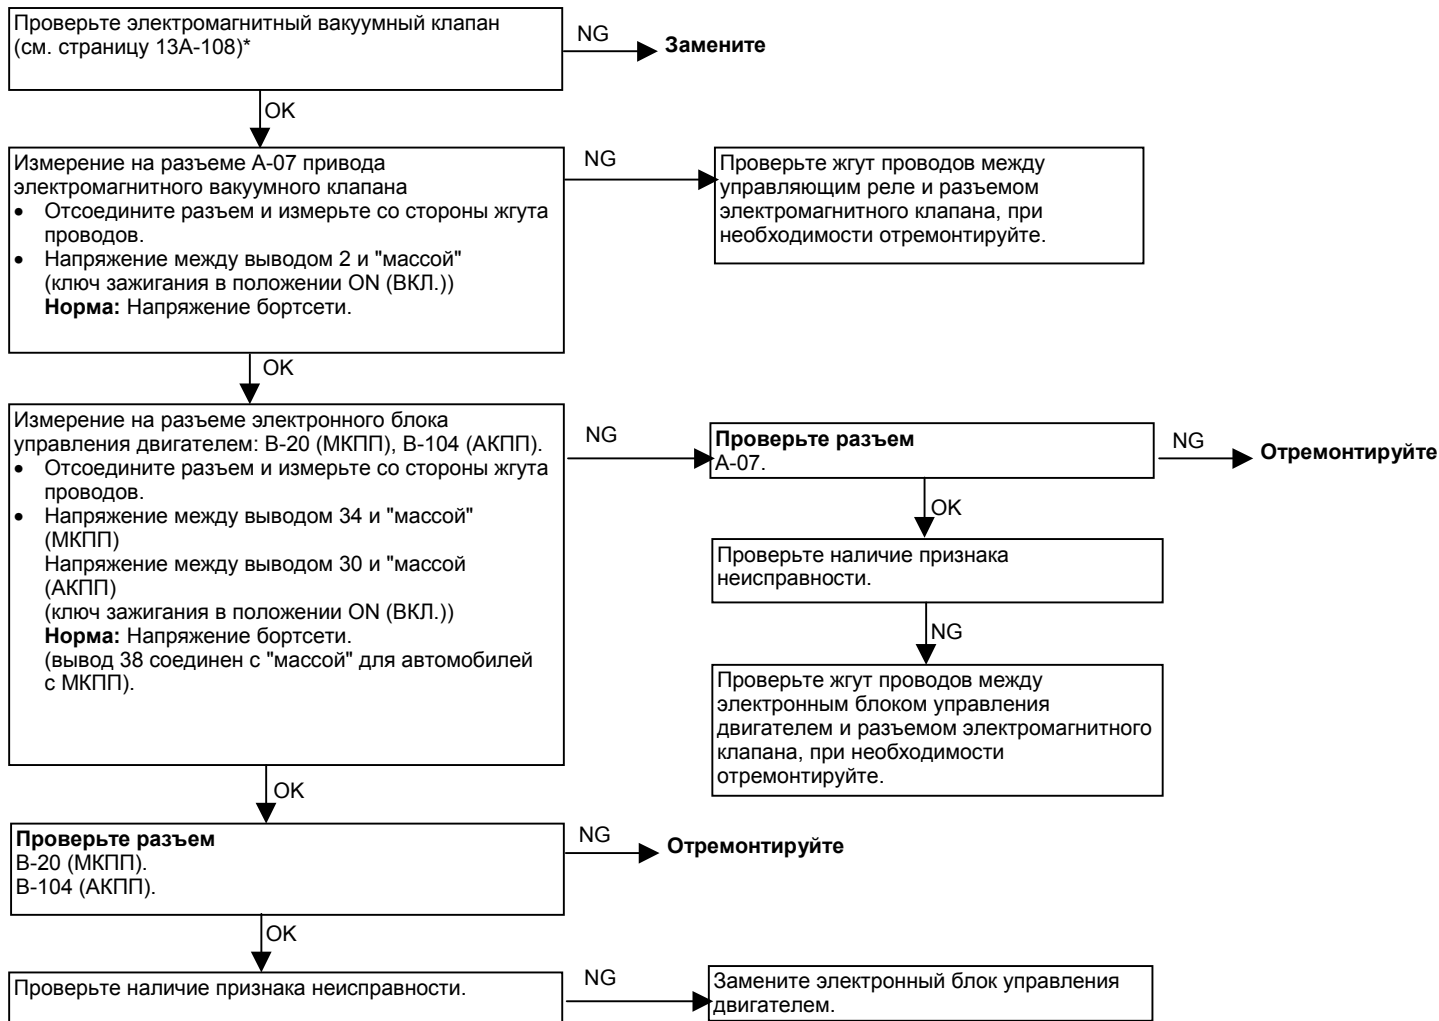 Проверьте электромагнитный вакуумный клапан
(см. страницу 13A-108)*
NG
Замените
OK
Измерение на разъеме А-07 привода
электромагнитного вакуумного клапана
• Отсоедините разъем и измерьте со стороны жгута
проводов.
• Напряжение между выводом 2 и "массой"
(ключ зажигания в положении ON (ВКЛ.))
Норма: Напряжение бортсети.
NG
Проверьте жгут проводов между
управляющим реле и разъемом
электромагнитного клапана, при
необходимости отремонтируйте.
OK
Измерение на разъеме электронного блока
управления двигателем: В-20 (МКПП), В-104 (АКПП).
• Отсоедините разъем и измерьте со стороны жгута
проводов.
• Напряжение между выводом 34 и "массой"
(МКПП)
Напряжение между выводом 30 и "массой
(АКПП)
(ключ зажигания в положении ON (ВКЛ.))
Норма: Напряжение бортсети.
(вывод 38 соединен с "массой" для автомобилей
с МКПП).
NG
Проверьте разъем
А-07.
NG
Отремонтируйте
OK
Проверьте наличие признака
неисправности.
NG
Проверьте жгут проводов между
электронным блоком управления
двигателем и разъемом электромагнитного
клапана, при необходимости
отремонтируйте.
OK
Проверьте разъем
В-20 (МКПП).
В-104 (АКПП).
NG
Отремонтируйте
OK
Проверьте наличие признака неисправности.
NG
Замените электронный блок управления
двигателем.